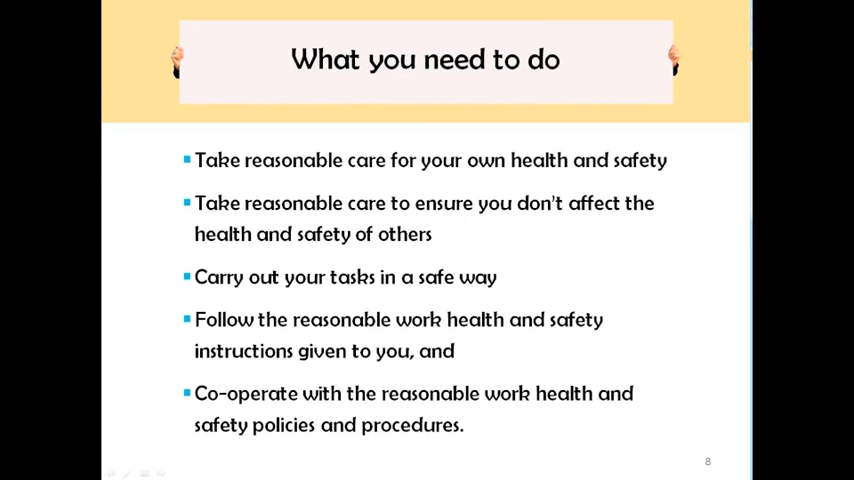 What you need to do
Take reasonable care for your own health and safety
Take reasonable care to ensure you don't affect the
health and safety of others
Carry out your tasks in a safe way
Follow the reasonable work health and safety
instructions given to you, and
Co-operate with the reasonable work health and
safety policies and procedures.
8